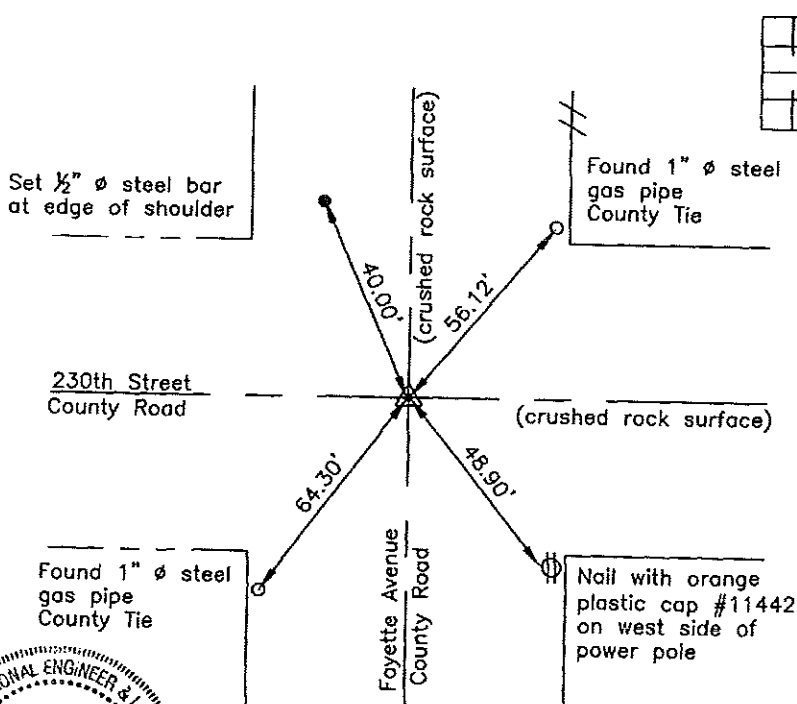 Set ½" ø steel bar
at edge of shoulder
(crushed rock surface)
Found 1" ø steel
gas pipe
County Tie
40.00'
56.12'
230th Street
County Road
(crushed rock surface)
64.30'
48.90'
Found 1" ø steel
gas pipe
County Tie
Fayette Avenue
County Road
Nail with orange
plastic cap #11442
on west side of
power pole
ENGINEER &